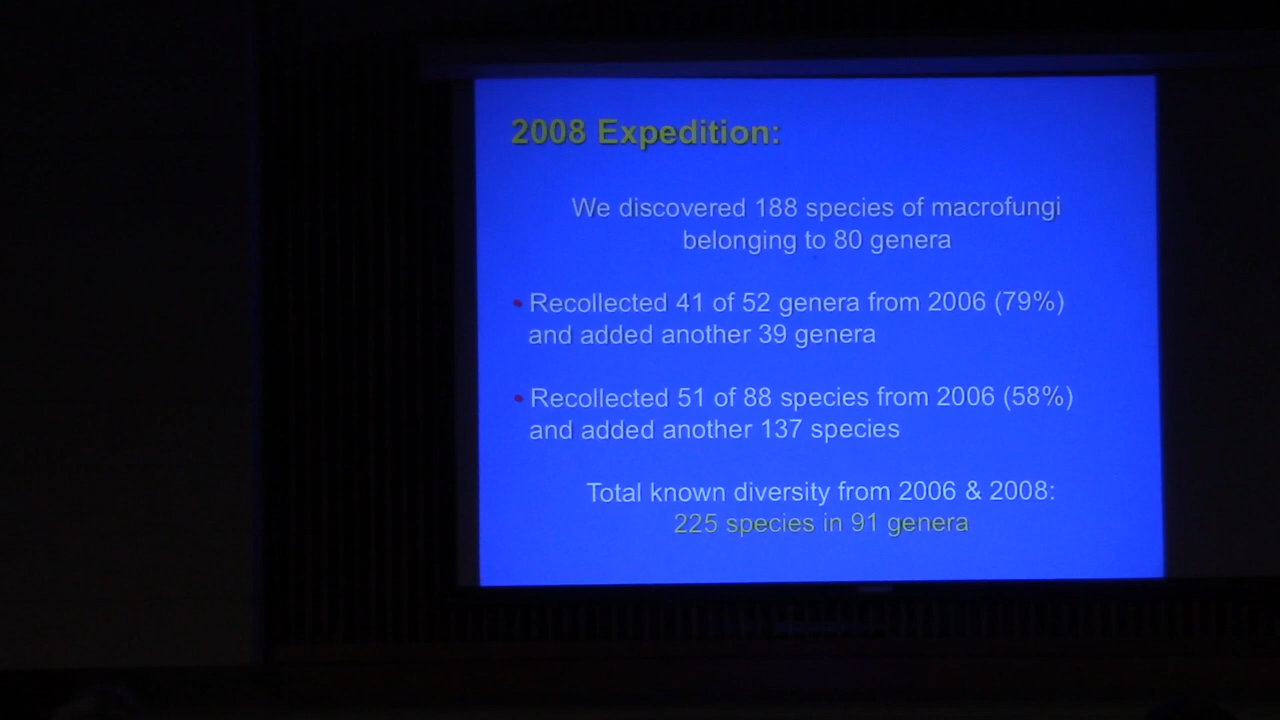 2008 Expedition:
We discovered 188 species of macrofungi
belonging to 80 genera
• Recollected 41 of 52 genera from 2006 (79%)
and added another 39 genera
• Recollected 51 of 88 species from 2006 (58%)
and added another 137 species
Total known diversity from 2006 & 2008:
225 species in 91 genera